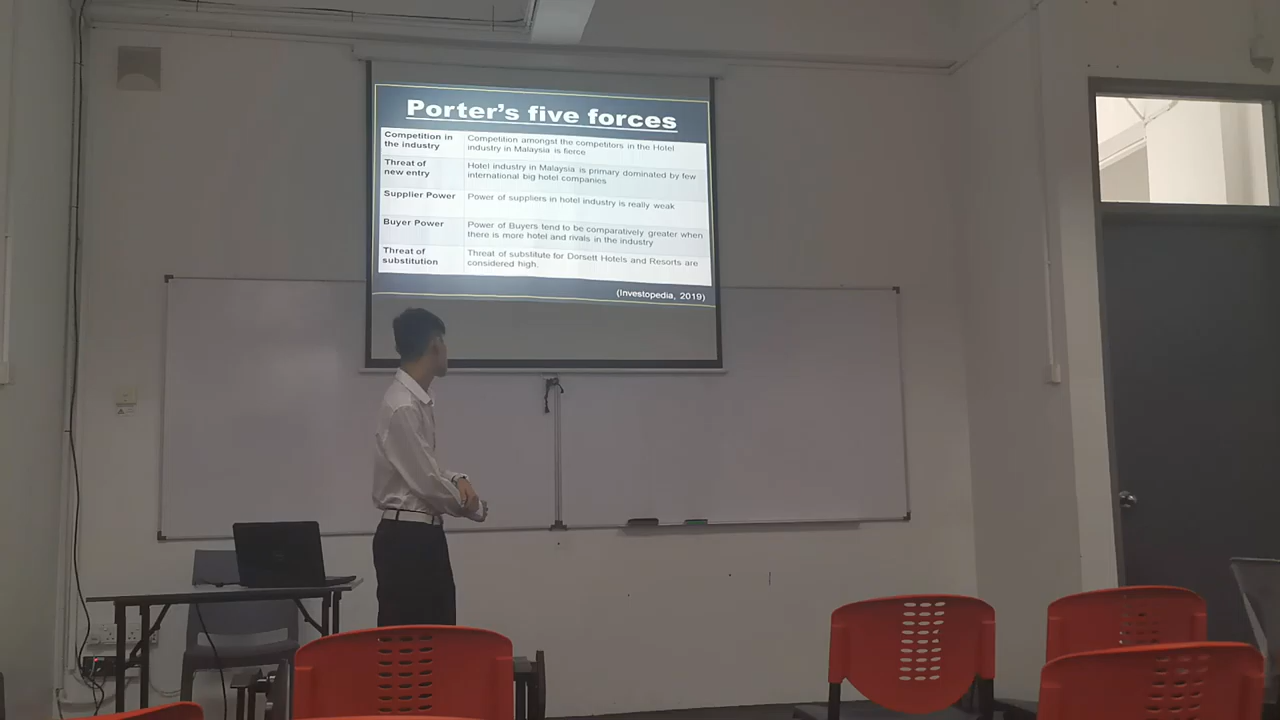 Porter's five forces
Competition in
the industry
Competition amongst the competitors in the Hotel
industry in Malaysia is fierce
Threat of
new entry
Hotel industry in Malaysia is primary dominated by few
international big hotel companies
Supplier Power
Power of suppliers in hotel industry is really weak
Buyer Power
Power of Buyers tend to be comparatively greater when
there is more hotel and rivals in the industry
Threat of
substitution
Threat of substitute for Dorsett Hotels and Resorts are
considered high.
(Investopedia, 2019)